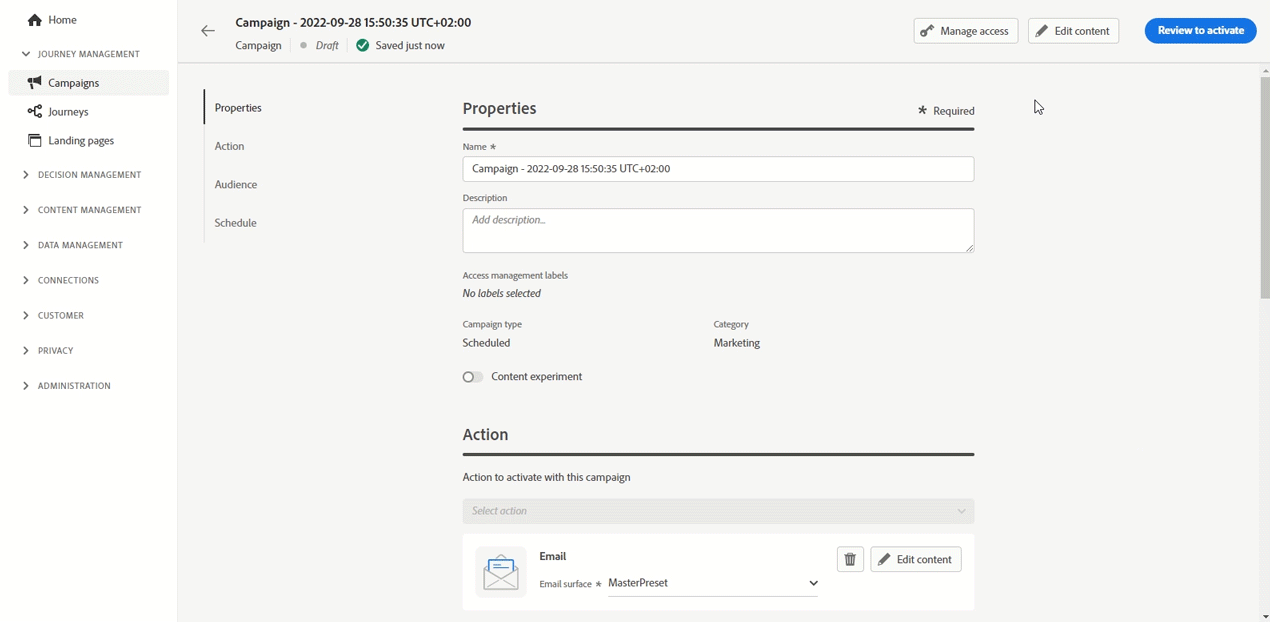 Home
JOURNEY MANAGEMENT
Campaigns
Journeys
Landing pages
DECISION MANAGEMENT
CONTENT MANAGEMENT
DATA MANAGEMENT
CONNECTIONS
CUSTOMER
PRIVACY
ADMINISTRATION
Campaign - 2022-09-28 15:50:35 UTC+02:00
Campaign Draft Saved just now
Manage access
Edit content
Review to activate
Properties
Action
Audience
Schedule
Properties
* Required
Name *
Campaign - 2022-09-28 15:50:35 UTC+02:00
Description
Add description...
Access management labels
No labels selected
Campaign type
Scheduled
Category
Marketing
Content experiment
Action
Action to activate with this campaign
Select action
Email
Email surface * MasterPreset
Edit content